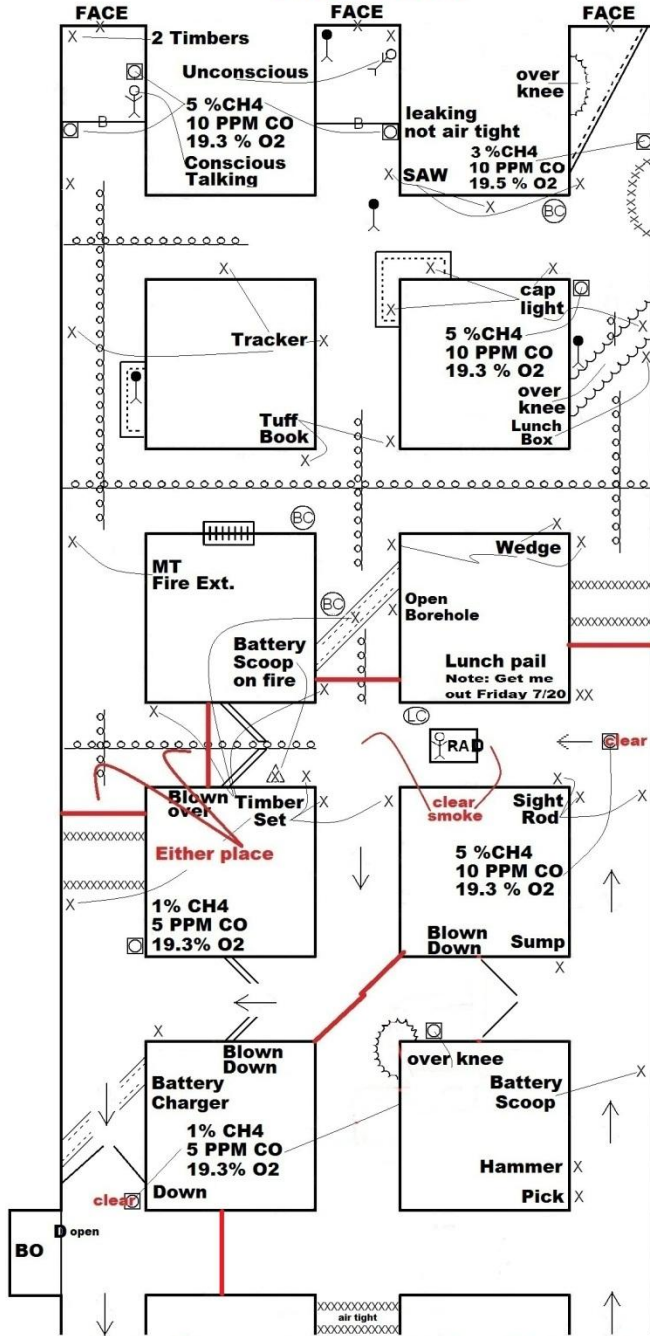 FACE
FACE
FACE
X 2 Timbers
Unconscious
5 %CH4
10 PPM CO
19.3 % O2
Conscious
Talking
B
B
over
knee
leaking
not air tight
3 %CH4
10 PPM CO
19.5 % O2
X SAW
BC
Tracker
Tuff
Book
cap
light
5 %CH4
10 PPM CO
19.3 % O2
over
knee
Lunch
Box
BC
MT
Fire Ext.
BC
Battery
Scoop
on fire
Wedge
Open
Borehole
Lunch pail
Note: Get me
out Friday 7/20
XX
LC
RAD
clear
Blown
over
Timber
Set
Either place
1% CH4
5 PPM CO
19.3% O2
clear
smoke
Sight
Rod
5 %CH4
10 PPM CO
19.3 % O2
Blown
Down
Sump
Blown
Down
Battery
Charger
1% CH4
5 PPM CO
19.3% O2
clear
Down
over knee
Battery
Scoop
Hammer X
Pick X
D open
BO
air tight